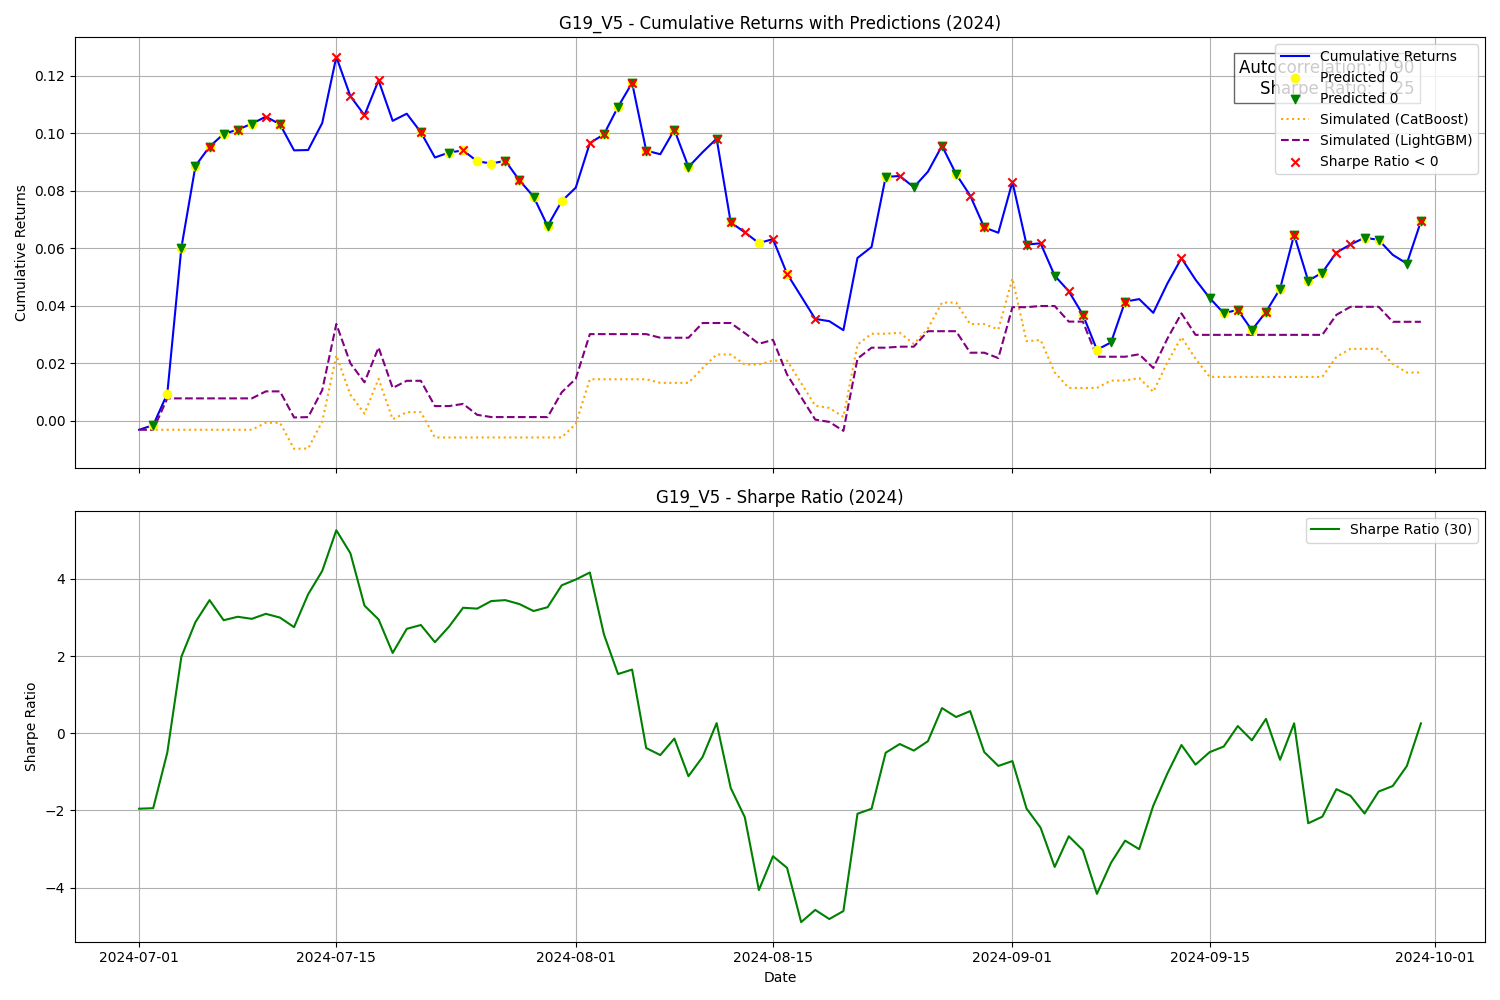 G19_V5 - Cumulative Returns with Predictions (2024)
Cumulative Returns
0.12
0.10
0.08
0.06
0.04
0.02
0.00
Autocorrelation: 0.90
Sharpe Ratio: 1.25
Cumulative Returns
Predicted 0
Predicted 0
Simulated (CatBoost)
Simulated (LightGBM)
Sharpe Ratio < 0
G19_V5 - Sharpe Ratio (2024)
Sharpe Ratio
4
2
0
−2
−4
Sharpe Ratio (30)
2024-07-01
2024-07-15
2024-08-01
2024-08-15
2024-09-01
2024-09-15
2024-10-01
Date